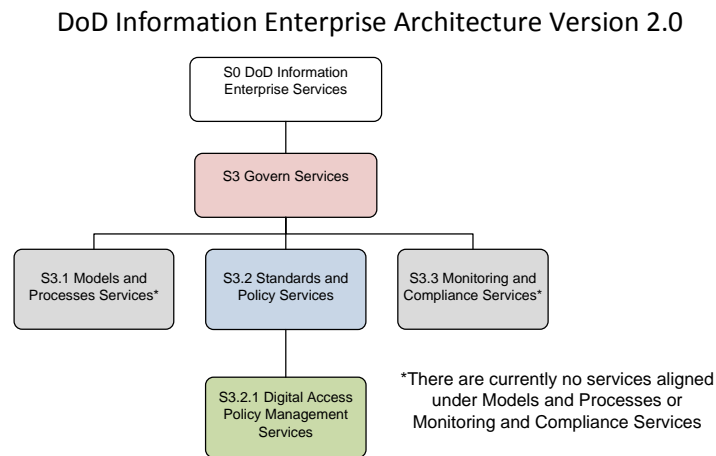 DoD Information Enterprise Architecture Version 2.0
S0 DoD Information
Enterprise Services
S3 Govern Services
S3.1 Models and
Processes Services*
S3.2 Standards and
Policy Services
S3.3 Monitoring and
Compliance Services*
S3.2.1 Digital Access
Policy Management
Services
*There are currently no services aligned
under Models and Processes or
Monitoring and Compliance Services